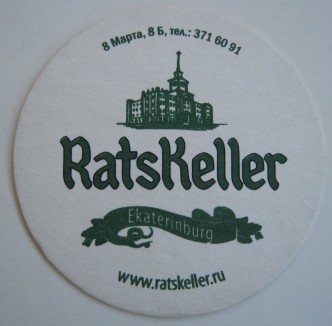 8 Марта, 8 Б, тел.: 371 60 91
RatsKeller
Ekaterinburg
www.ratskeller.ru